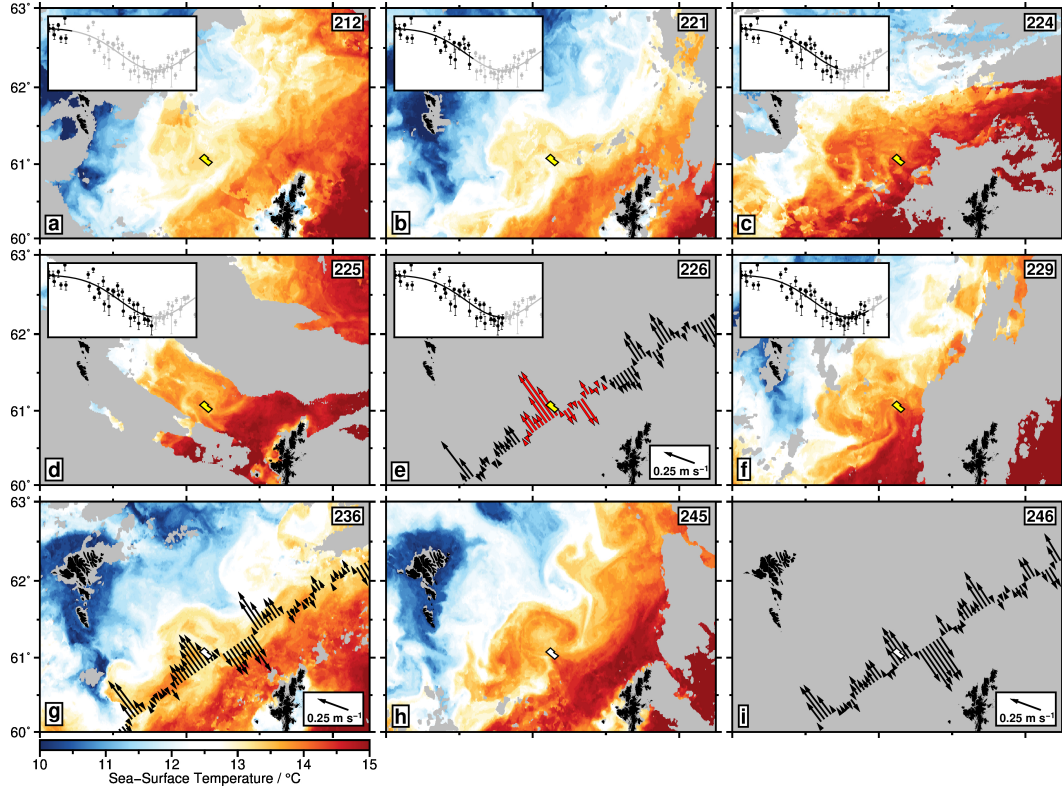 63° 212 221 224
62°
61°
60° a b c
63° 225 226 229
62°
61°
60° d e 0.25 m s⁻¹ f
63° 236 245 246
62°
61°
60° g 0.25 m s⁻¹ h i 0.25 m s⁻¹
10 11 12 13 14 15
Sea−Surface Temperature / °C